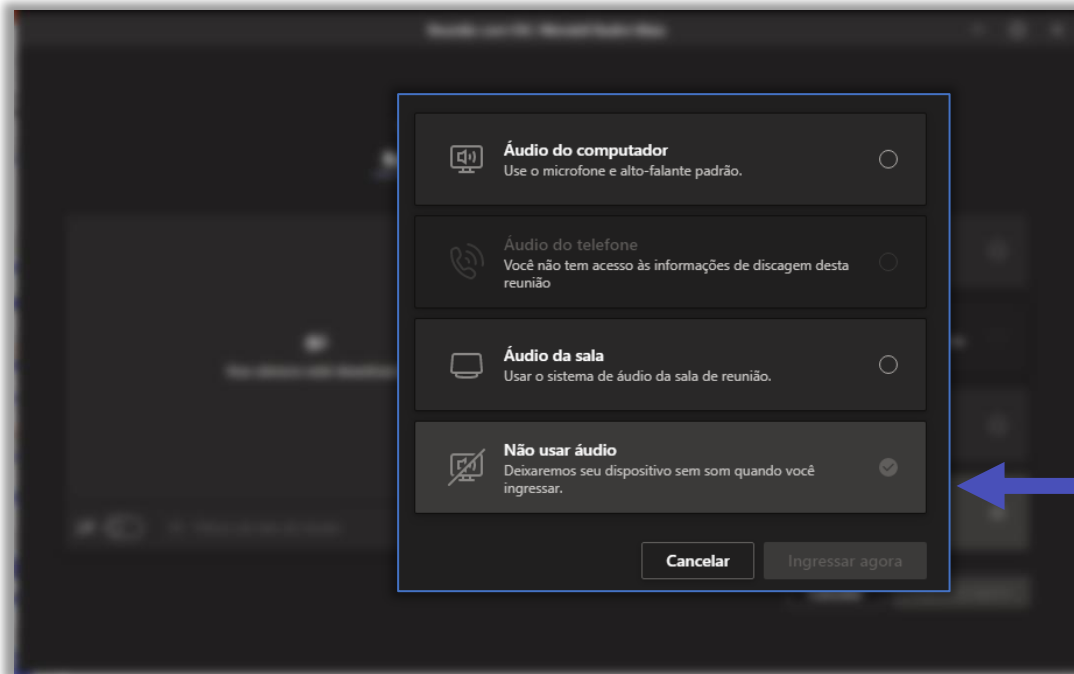 Áudio do computador
Use o microfone e alto-falante padrão.
Áudio do telefone
Você não tem acesso às informações de discagem desta
reunião
Áudio da sala
Usar o sistema de áudio da sala de reunião.
Não usar áudio
Deixaremos seu dispositivo sem som quando você
ingressar.
Cancelar
Ingressar agora